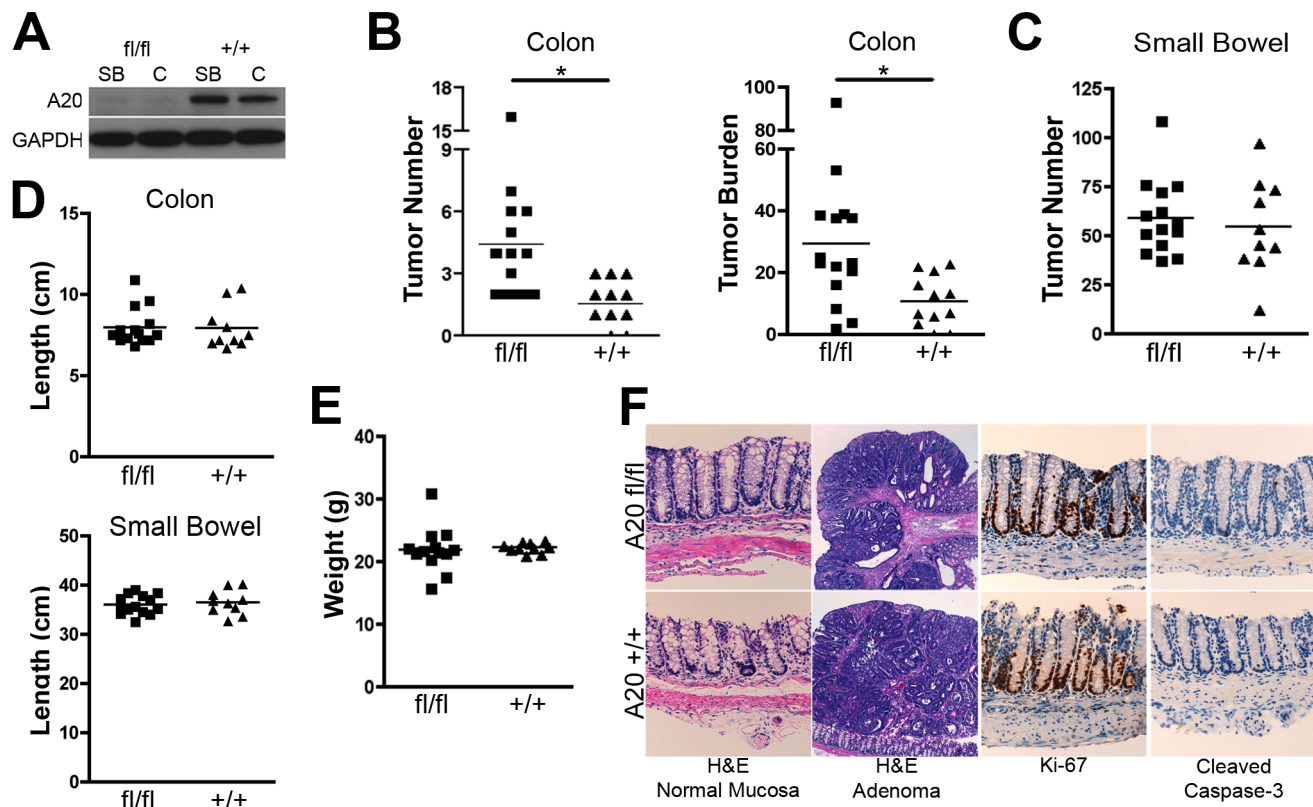 A
fl/fl +/+
SB C SB C
A20
GAPDH
B
Colon
*
Tumor Number
18
15
9
6
3
0
fl/fl +/+
Colon
*
Tumor Burden
100
80
60
40
20
0
fl/fl +/+
C
Small Bowel
Tumor Number
125
100
75
50
25
0
fl/fl +/+
D
Colon
Length (cm)
15
10
5
0
fl/fl +/+
Small Bowel
Length (cm)
50
40
30
20
10
0
fl/fl +/+
E
Weight (g)
40
30
20
10
0
fl/fl +/+
F
A20 fl/fl
A20 +/+
H&E
Normal Mucosa
H&E
Adenoma
Ki-67
Cleaved
Caspase-3